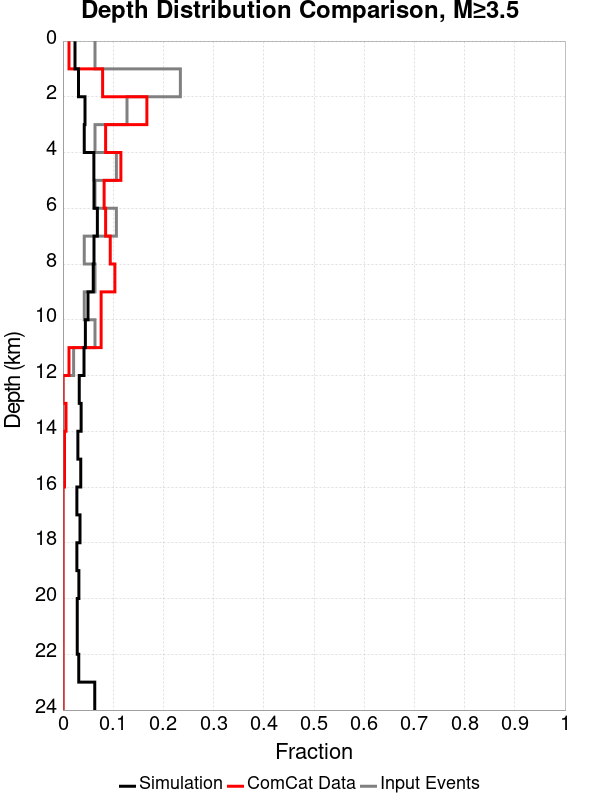 Depth Distribution Comparison, M≥3.5
0
2
4
6
8
10
12
14
16
18
20
22
24
Depth (km)
0 0.1 0.2 0.3 0.4 0.5 0.6 0.7 0.8 0.9 1
Fraction
Simulation ComCat Data Input Events